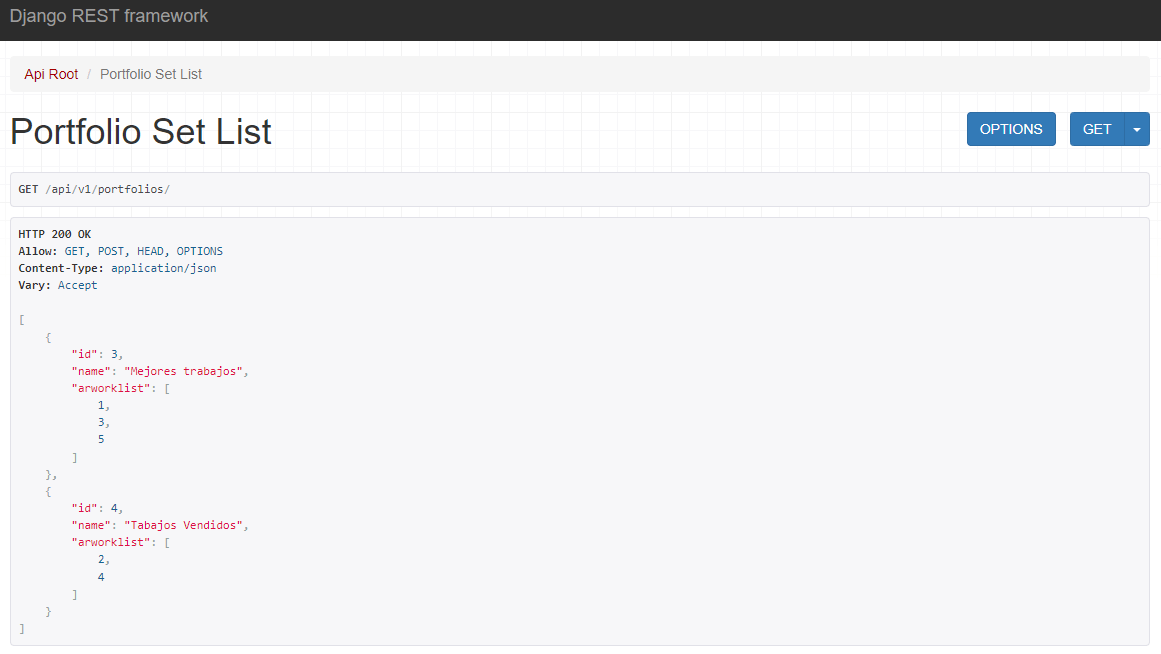 Django REST framework
Api Root / Portfolio Set List
Portfolio Set List
OPTIONS
GET
GET /api/v1/portfolios/
HTTP 200 OK
Allow: GET, POST, HEAD, OPTIONS
Content-Type: application/json
Vary: Accept
[
    {
        "id": 3,
        "name": "Mejores trabajos",
        "arworklist": [
            1,
            3,
            5
        ]
    },
    {
        "id": 4,
        "name": "Tabajos Vendidos",
        "arworklist": [
            2,
            4
        ]
    }
]